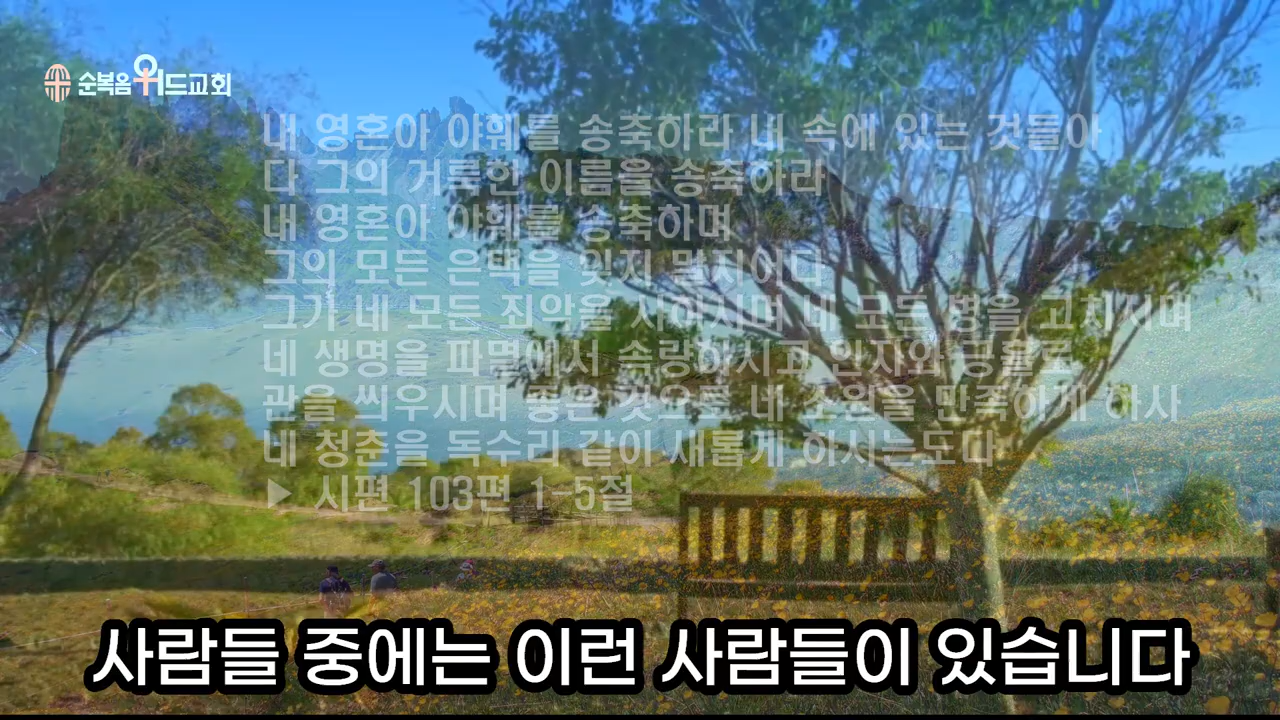 순복음위드교회
내 영혼아 야훼를 송축하라 내 속에 있는 것들아
다 그의 거룩한 이름을 송축하라
내 영혼아 야훼를 송축하며
그의 모든 은택을 잊지 말지어다
그가 네 모든 죄악을 사하시며 네 모든 병을 고치시며
네 생명을 파멸에서 속량하시고 인자와 긍휼로
관을 씌우시며 좋은 것으로 네 소원을 만족하게 하사
네 청춘을 독수리 같이 새롭게 하시는도다
▶ 시편 103편 1-5절
사람들 중에는 이런 사람들이 있습니다